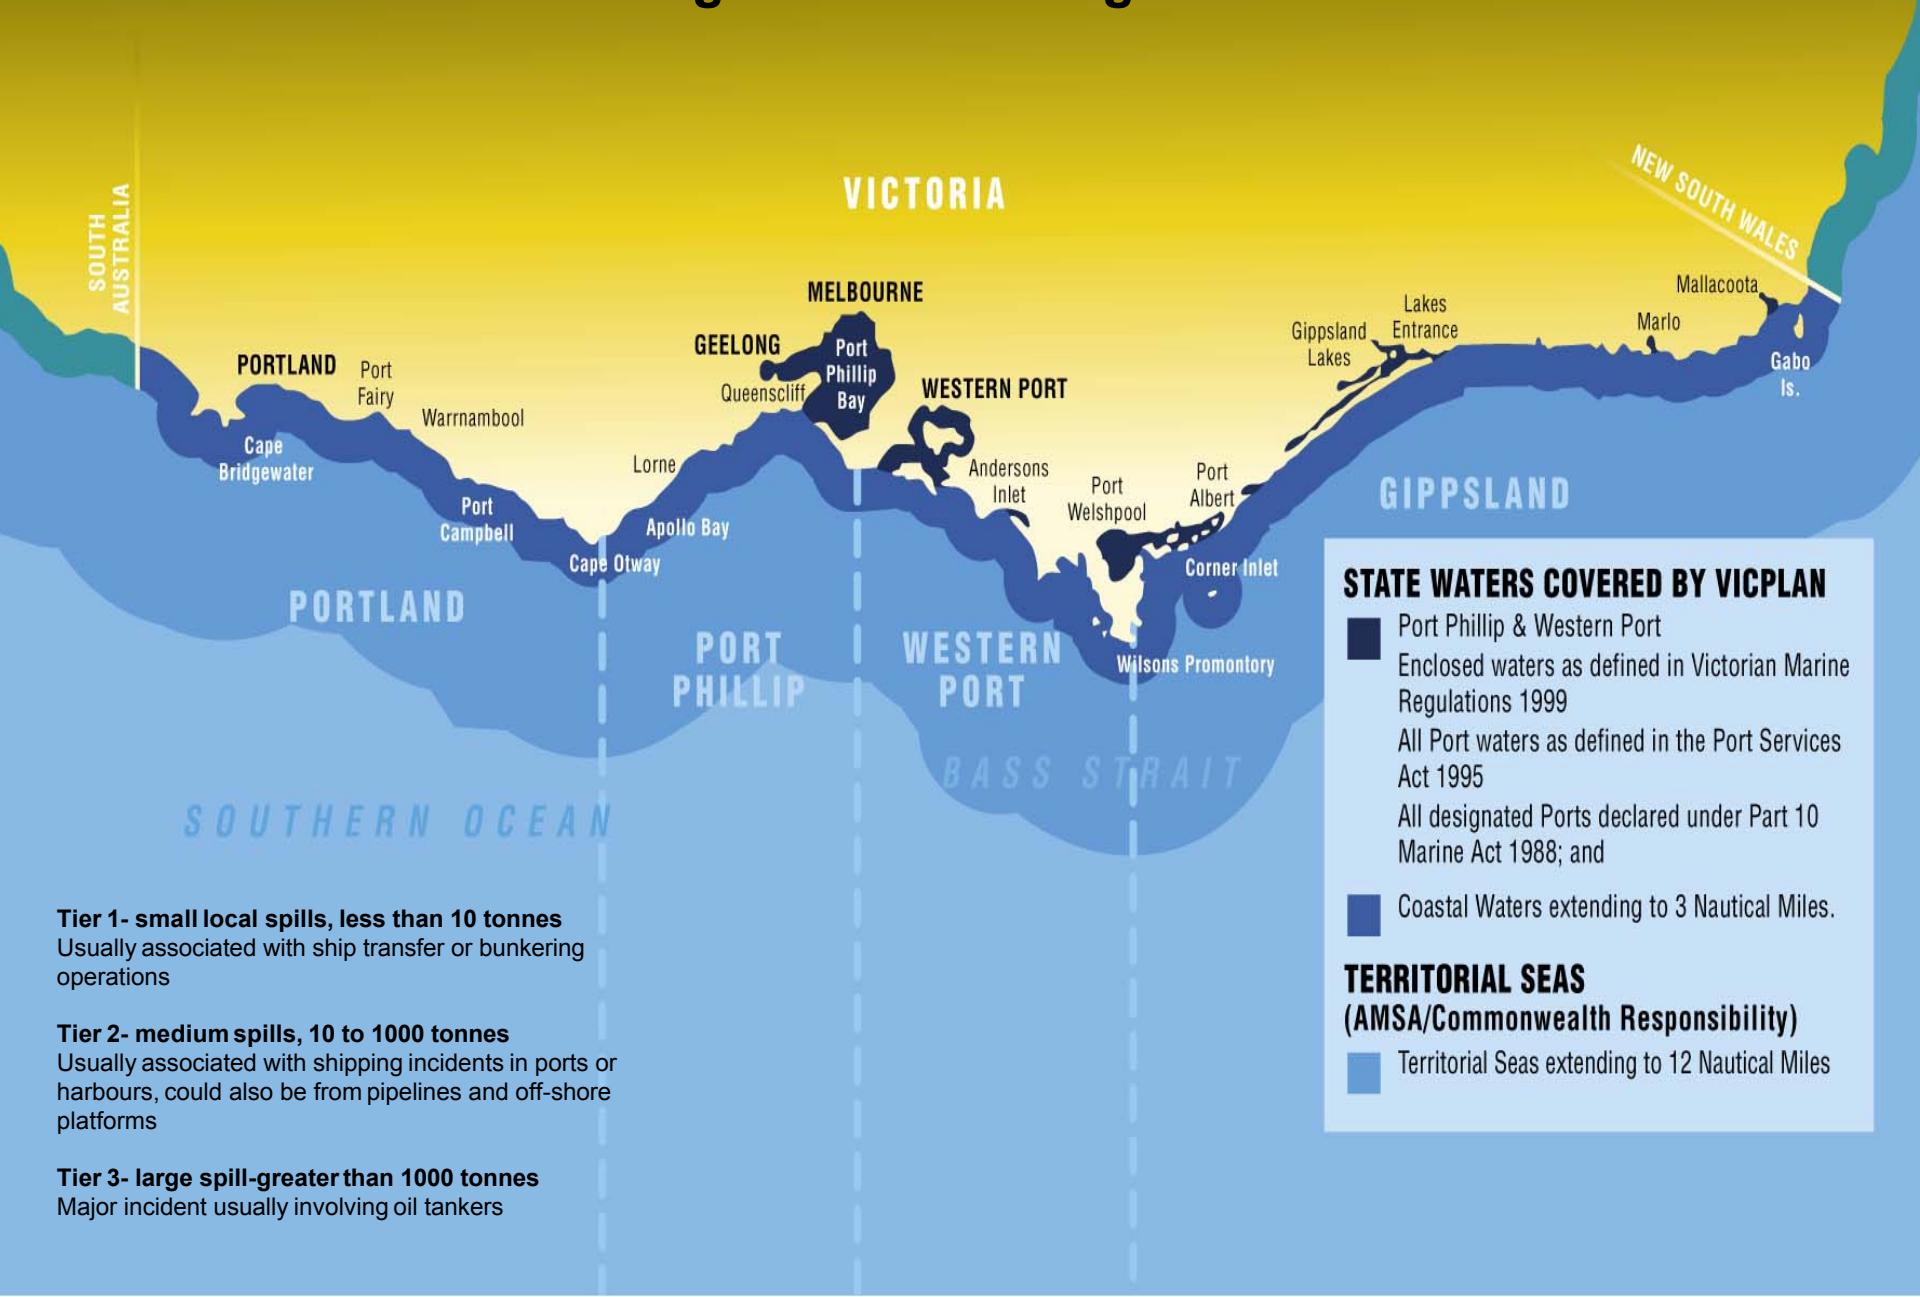 VICTORIA
SOUTH
AUSTRALIA
NEW SOUTH WALES
MELBOURNE
GEELONG
Port
Phillip
Bay
Queenscliff
WESTERN PORT
PORTLAND
Port
Fairy
Warrnambool
Cape
Bridgewater
Port
Campbell
Lorne
Apollo Bay
Cape Otway
Andersons
Inlet
Port
Welshpool
Port
Albert
Corner Inlet
Wilsons Promontory
Gippsland
Lakes
Lakes
Entrance
Marlo
Mallacoota
Gabo
Is.
PORTLAND
PORT
PHILLIP
WESTERN
PORT
GIPPSLAND
BASS STRAIT
SOUTHERN OCEAN
Tier 1- small local spills, less than 10 tonnes
Usually associated with ship transfer or bunkering
operations
Tier 2- medium spills, 10 to 1000 tonnes
Usually associated with shipping incidents in ports or
harbours, could also be from pipelines and off-shore
platforms
Tier 3- large spill-greater than 1000 tonnes
Major incident usually involving oil tankers
STATE WATERS COVERED BY VICPLAN
Port Phillip & Western Port
Enclosed waters as defined in Victorian Marine
Regulations 1999
All Port waters as defined in the Port Services
Act 1995
All designated Ports declared under Part 10
Marine Act 1988; and
Coastal Waters extending to 3 Nautical Miles.
TERRITORIAL SEAS
(AMSA/Commonwealth Responsibility)
Territorial Seas extending to 12 Nautical Miles